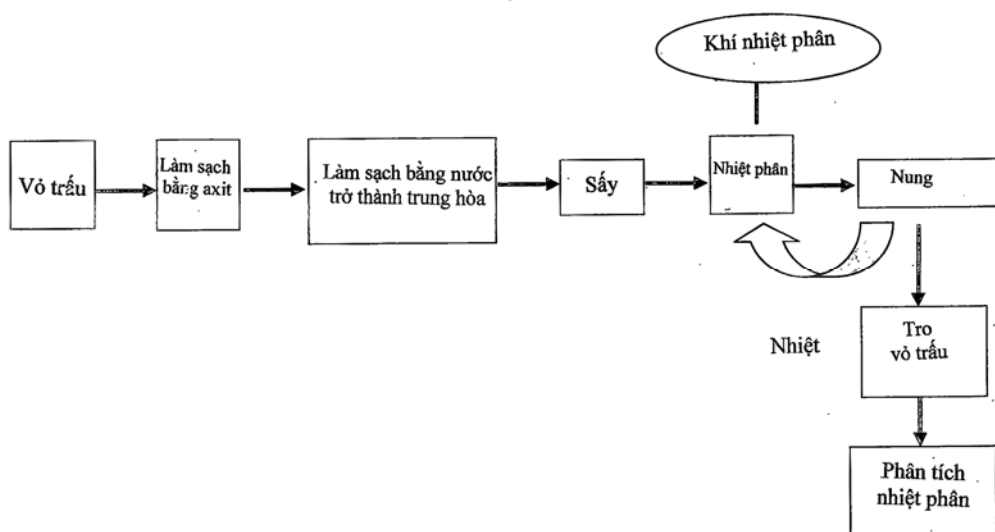 Khí nhiệt phân
Vỏ trấu
Làm sạch
bằng axit
Làm sạch bằng nước
trở thành trung hòa
Sấy
Nhiệt phân
Nung
Nhiệt
Tro
vỏ trấu
Phân tích
nhiệt phân